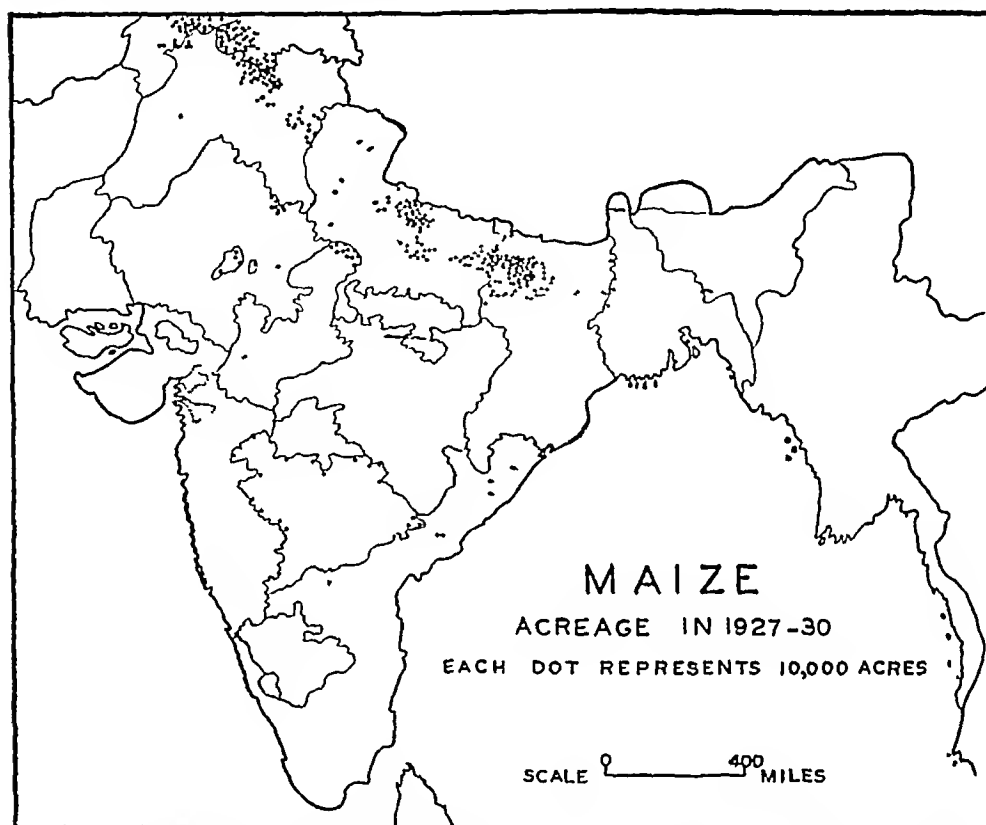 MAIZE
ACREAGE IN 1927-30
EACH DOT REPRESENTS 10,000 ACRES
SCALE 0 400 MILES